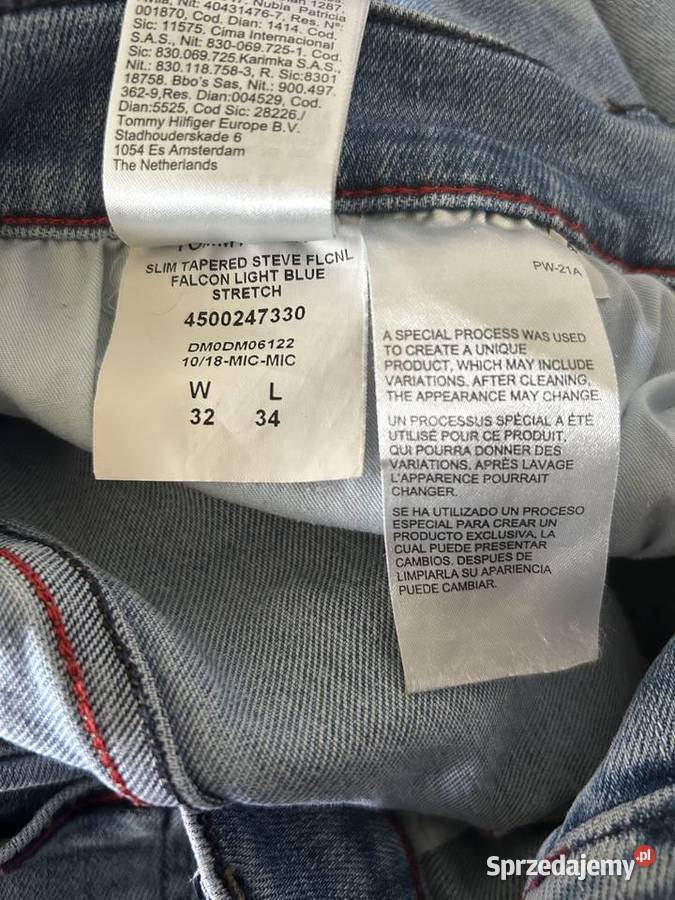 Nit: 40431476-7, Res. N°.
001870, Cod. Dian: 1414. Cod.
Sic: 11575. Cima Internacional
S.A.S., Nit: 830-069.725-1. Cod.
Sic: 830.069.725.Karimka S.A.S.,
Nit.: 830.118.758-3, R. Sic:8301
18758. Bbo's Sas, Nit.: 900.497.
362-9,Res. Dian:004529, Cod.
Dian:5525, Cod Sic: 28226./
Tommy Hilfiger Europe B.V.
Stadhouderskade 6
1054 Es Amsterdam
The Netherlands
SLIM TAPERED STEVE FLCNL
FALCON LIGHT BLUE
STRETCH
4500247330
DM0DM06122
10/18-MIC-MIC
W L
32 34
PW-21A
A SPECIAL PROCESS WAS USED
TO CREATE A UNIQUE
PRODUCT, WHICH MAY INCLUDE
VARIATIONS. AFTER CLEANING,
THE APPEARANCE MAY CHANGE.
UN PROCESSUS SPÉCIAL A ÉTÉ
UTILISÉ POUR CE PRODUIT,
QUI POURRA DONNER DES
VARIATIONS. APRÈS LAVAGE
L'APPARENCE POURRAIT
CHANGER.
SE HA UTILIZADO UN PROCESO
ESPECIAL PARA CREAR UN
PRODUCTO EXCLUSIVO, LA
CUAL PUEDE PRESENTAR
CAMBIOS. DESPUES DE
LIMPIARLA SU APARIENCIA
PUEDE CAMBIAR.
Sprzedajemy.pl